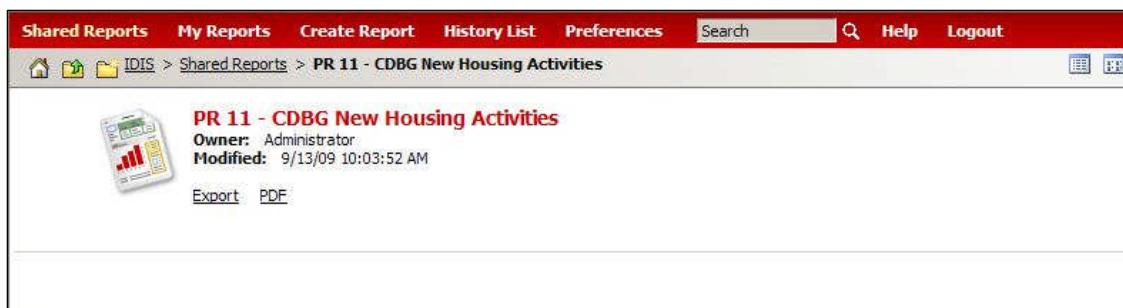 Shared Reports My Reports Create Report History List Preferences Search Help Logout
IDIS > Shared Reports > PR 11 - CDBG New Housing Activities
PR 11 - CDBG New Housing Activities
Owner: Administrator
Modified: 9/13/09 10:03:52 AM
Export PDF